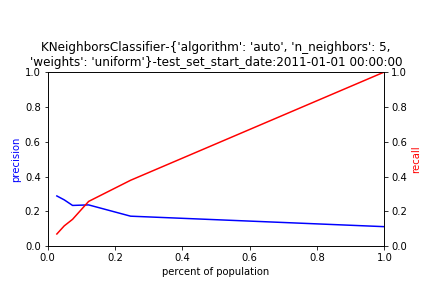 KNeighborsClassifier-{'algorithm': 'auto', 'n_neighbors': 5,
'weights': 'uniform'}-test_set_start_date:2011-01-01 00:00:00
1.0
0.8
0.6
0.4
0.2
0.0
precision
0.0 0.2 0.4 0.6 0.8 1.0
percent of population
1.0
0.8
0.6
0.4
0.2
0.0
recall